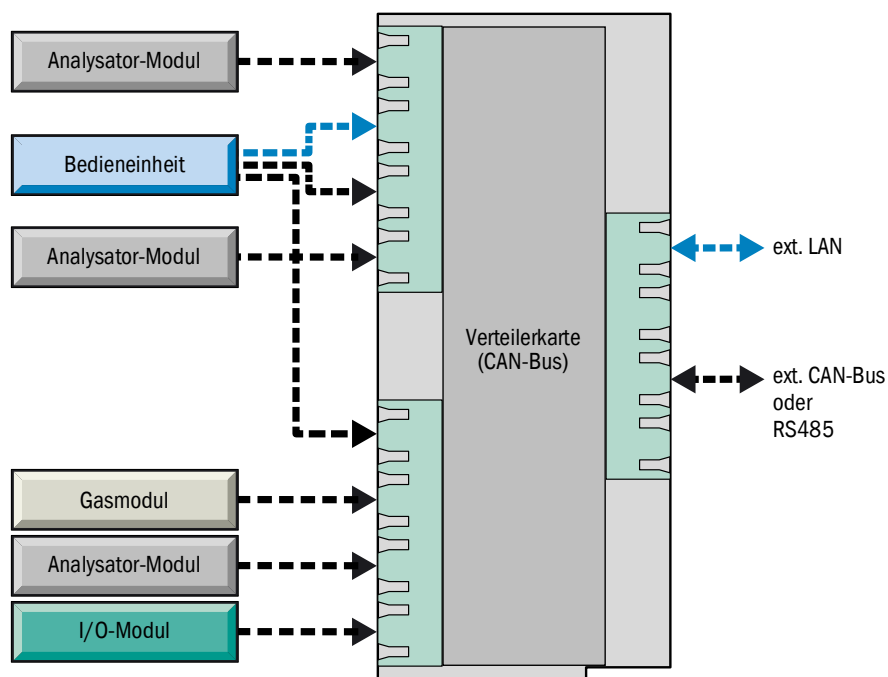 Analysator-Modul
Bedieneinheit
Analysator-Modul
Gasmodul
Analysator-Modul
I/O-Modul
Verteilerkarte
(CAN-Bus)
ext. LAN
ext. CAN-Bus
oder
RS485